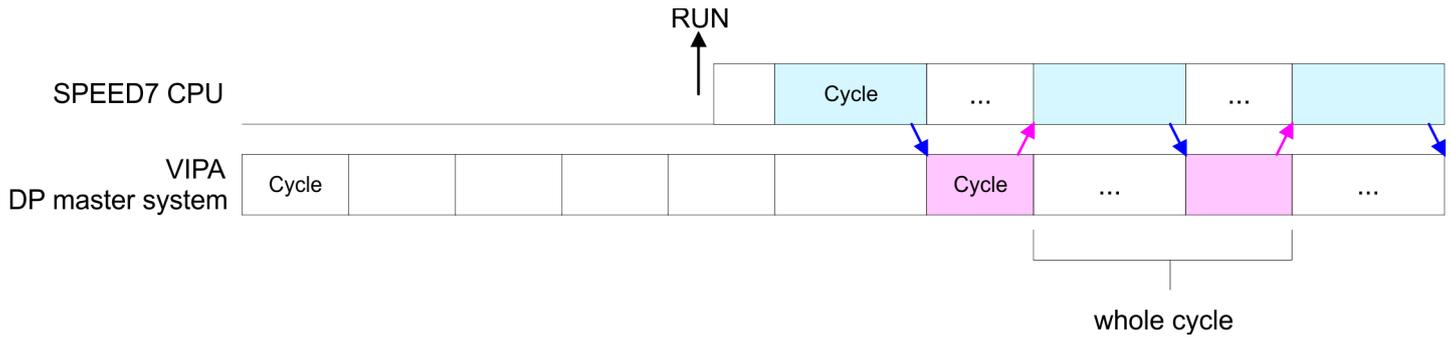 RUN
SPEED7 CPU
Cycle
...
...
VIPA
DP master system
Cycle
Cycle
...
...
whole cycle